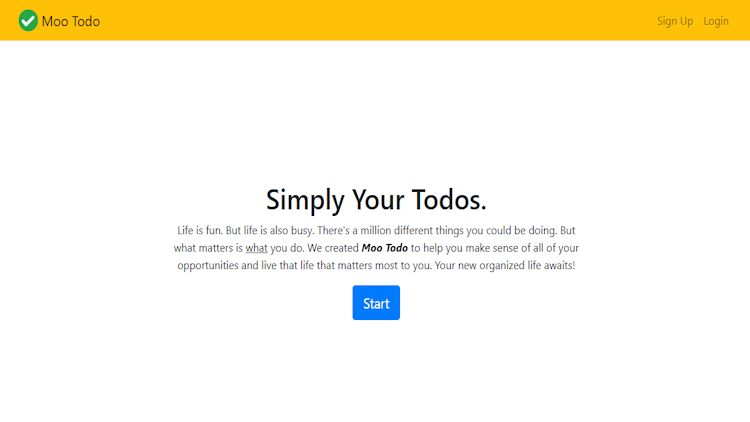 Moo Todo
Sign Up
Login
Simply Your Todos.
Life is fun. But life is also busy. There's a million different things you could be doing. But
what matters is what you do. We created Moo Todo to help you make sense of all of your
opportunities and live that life that matters most to you. Your new organized life awaits!
Start